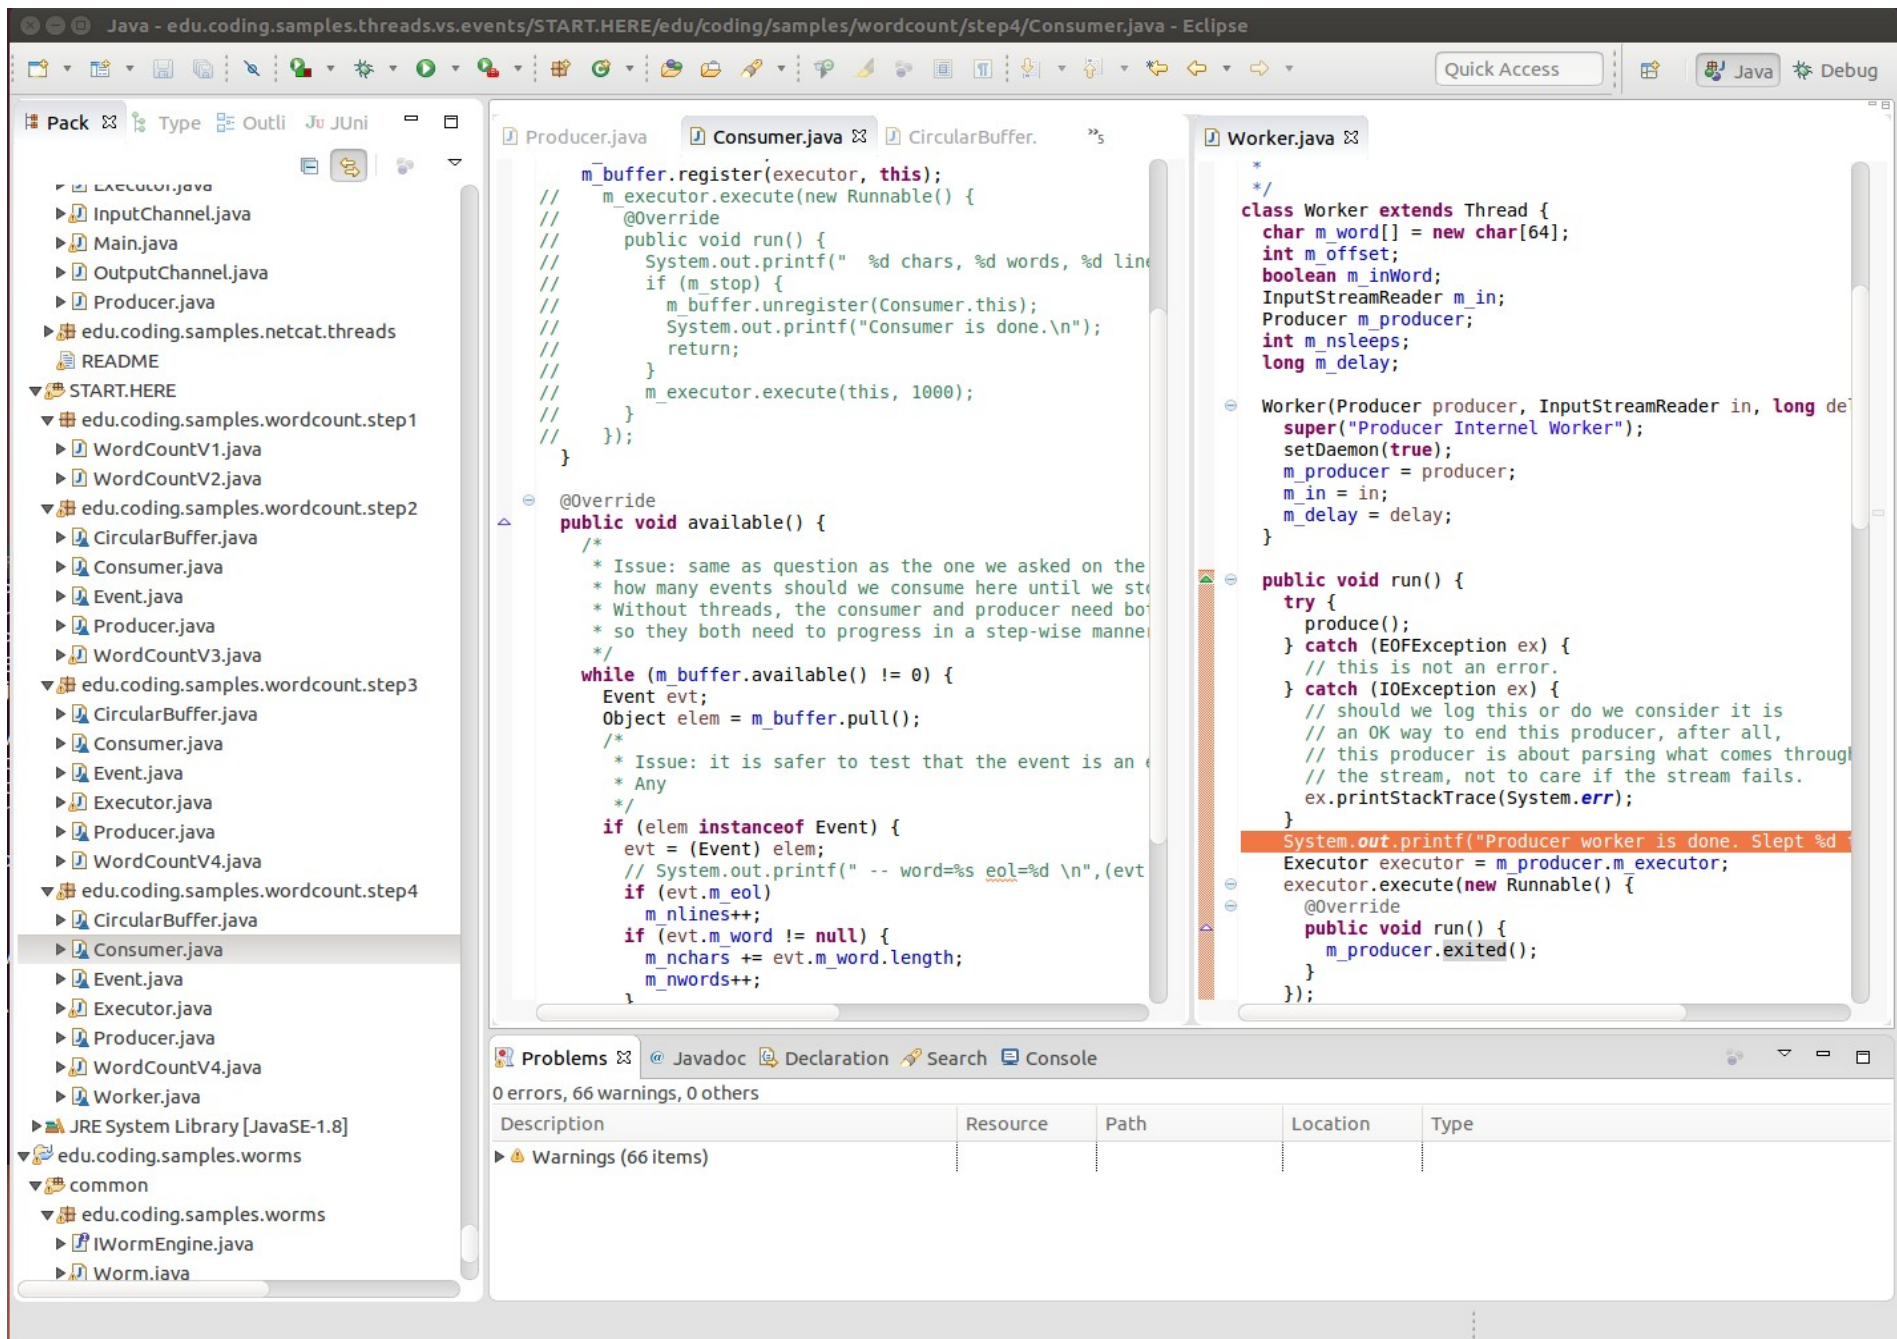 Java - edu.coding.samples.threads.vs.events/START.HERE/edu/coding/samples/wordcount/step4/Consumer.java - Eclipse
Quick Access
Java
Debug
Pack
Type
Outli
JUni
Executor.java
InputChannel.java
Main.java
OutputChannel.java
Producer.java
edu.coding.samples.netcat.threads
README
START.HERE
edu.coding.samples.wordcount.step1
WordCountV1.java
WordCountV2.java
edu.coding.samples.wordcount.step2
CircularBuffer.java
Consumer.java
Event.java
Producer.java
WordCountV3.java
edu.coding.samples.wordcount.step3
CircularBuffer.java
Consumer.java
Event.java
Executor.java
Producer.java
WordCountV4.java
edu.coding.samples.wordcount.step4
CircularBuffer.java
Consumer.java
Event.java
Executor.java
Producer.java
WordCountV4.java
Worker.java
JRE System Library [JavaSE-1.8]
edu.coding.samples.worms
common
edu.coding.samples.worms
IWormEngine.java
Worm.java
Producer.java
Consumer.java
CircularBuffer.
»5
m_buffer.register(executor, this);
//    m_executor.execute(new Runnable() {
//      @Override
//      public void run() {
//        System.out.printf("  %d chars, %d words, %d line
//        if (m_stop) {
//          m_buffer.unregister(Consumer.this);
//          System.out.printf("Consumer is done.\n");
//          return;
//        }
//        m_executor.execute(this, 1000);
//      }
//    });
}
@Override
public void available() {
/*
* Issue: same as question as the one we asked on the
* how many events should we consume here until we sto
* Without threads, the consumer and producer need bot
* so they both need to progress in a step-wise manner
*/
while (m_buffer.available() != 0) {
Event evt;
Object elem = m_buffer.pull();
/*
* Issue: it is safer to test that the event is an e
* Any
*/
if (elem instanceof Event) {
evt = (Event) elem;
// System.out.printf(" -- word=%s eol=%d \n",(evt
if (evt.m_eol)
m_nlines++;
if (evt.m_word != null) {
m_nchars += evt.m_word.length;
m_nwords++;
}
Worker.java
*
*/
class Worker extends Thread {
char m_word[] = new char[64];
int m_offset;
boolean m_inWord;
InputStreamReader m_in;
Producer m_producer;
int m_nsleeps;
long m_delay;
Worker(Producer producer, InputStreamReader in, long del
super("Producer Internel Worker");
setDaemon(true);
m_producer = producer;
m_in = in;
m_delay = delay;
}
public void run() {
try {
produce();
} catch (EOFException ex) {
// this is not an error.
} catch (IOException ex) {
// should we log this or do we consider it is
// an OK way to end this producer, after all,
// this producer is about parsing what comes through
// the stream, not to care if the stream fails.
ex.printStackTrace(System.err);
}
System.out.printf("Producer worker is done. Slept %d
Executor executor = m_producer.m_executor;
executor.execute(new Runnable() {
@Override
public void run() {
m_producer.exited();
}
});
Problems
@ Javadoc
Declaration
Search
Console
0 errors, 66 warnings, 0 others
Description Resource Path Location Type
Warnings (66 items)